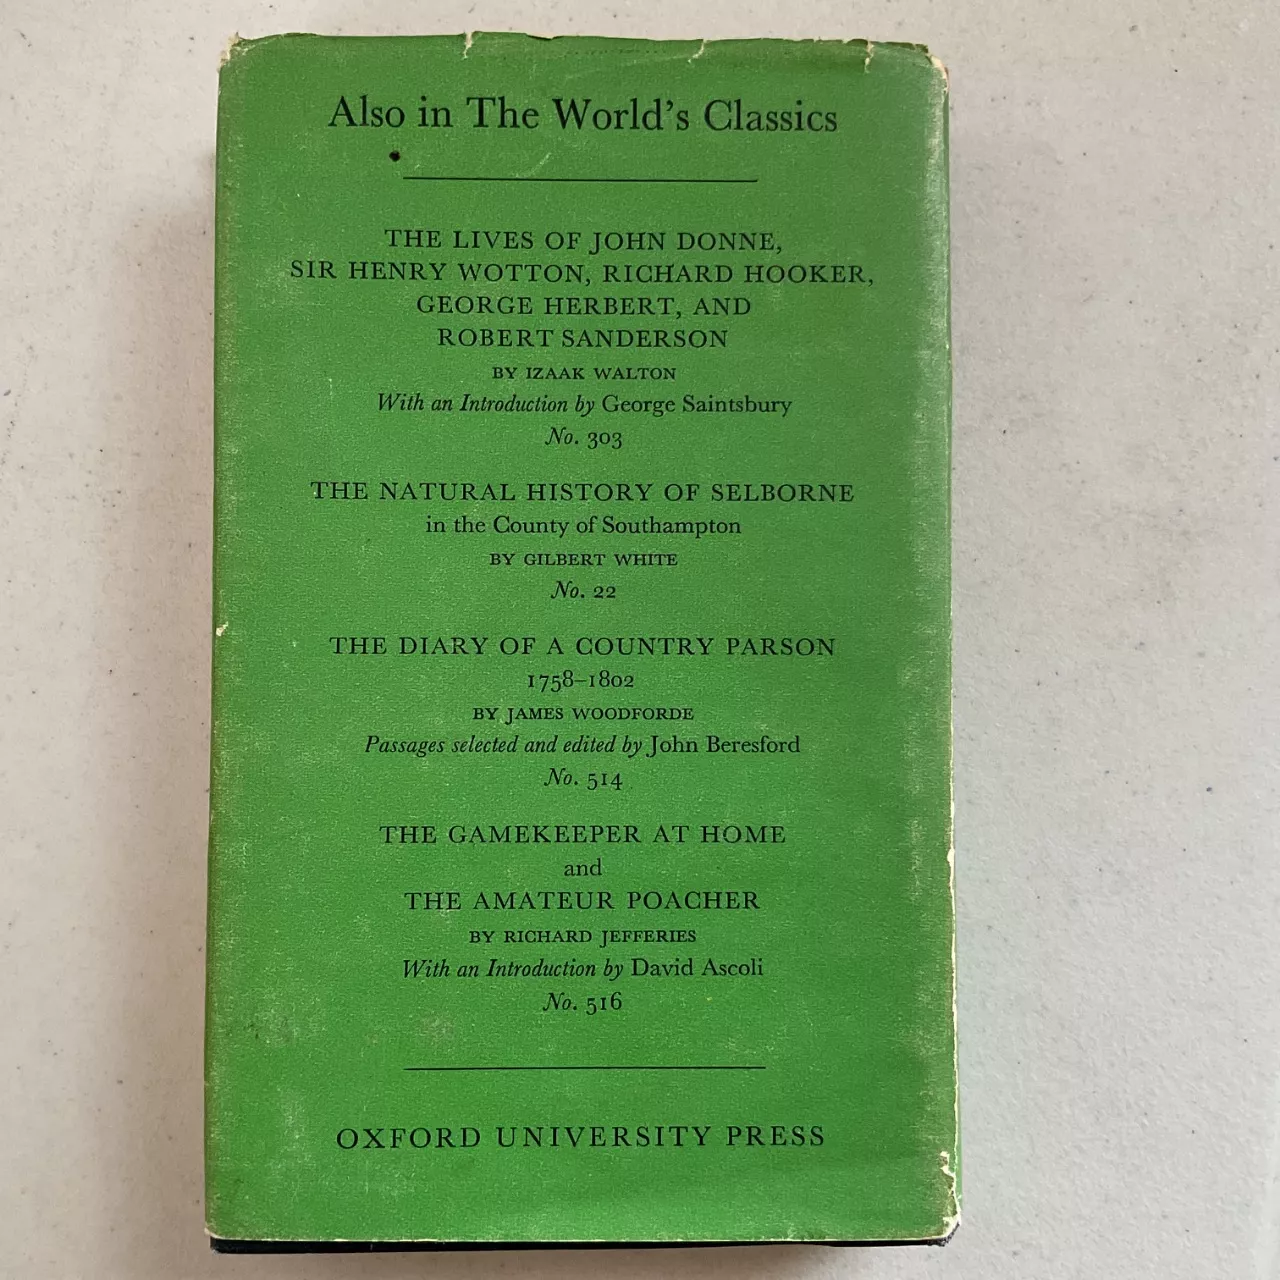 Also in The World's Classics
THE LIVES OF JOHN DONNE,
SIR HENRY WOTTON, RICHARD HOOKER,
GEORGE HERBERT, AND
ROBERT SANDERSON
BY IZAAK WALTON
With an Introduction by George Saintsbury
No. 303
THE NATURAL HISTORY OF SELBORNE
in the County of Southampton
BY GILBERT WHITE
No. 22
THE DIARY OF A COUNTRY PARSON
1758–1802
BY JAMES WOODFORDE
Passages selected and edited by John Beresford
No. 514
THE GAMEKEEPER AT HOME
and
THE AMATEUR POACHER
BY RICHARD JEFFERIES
With an Introduction by David Ascoli
No. 516
OXFORD UNIVERSITY PRESS